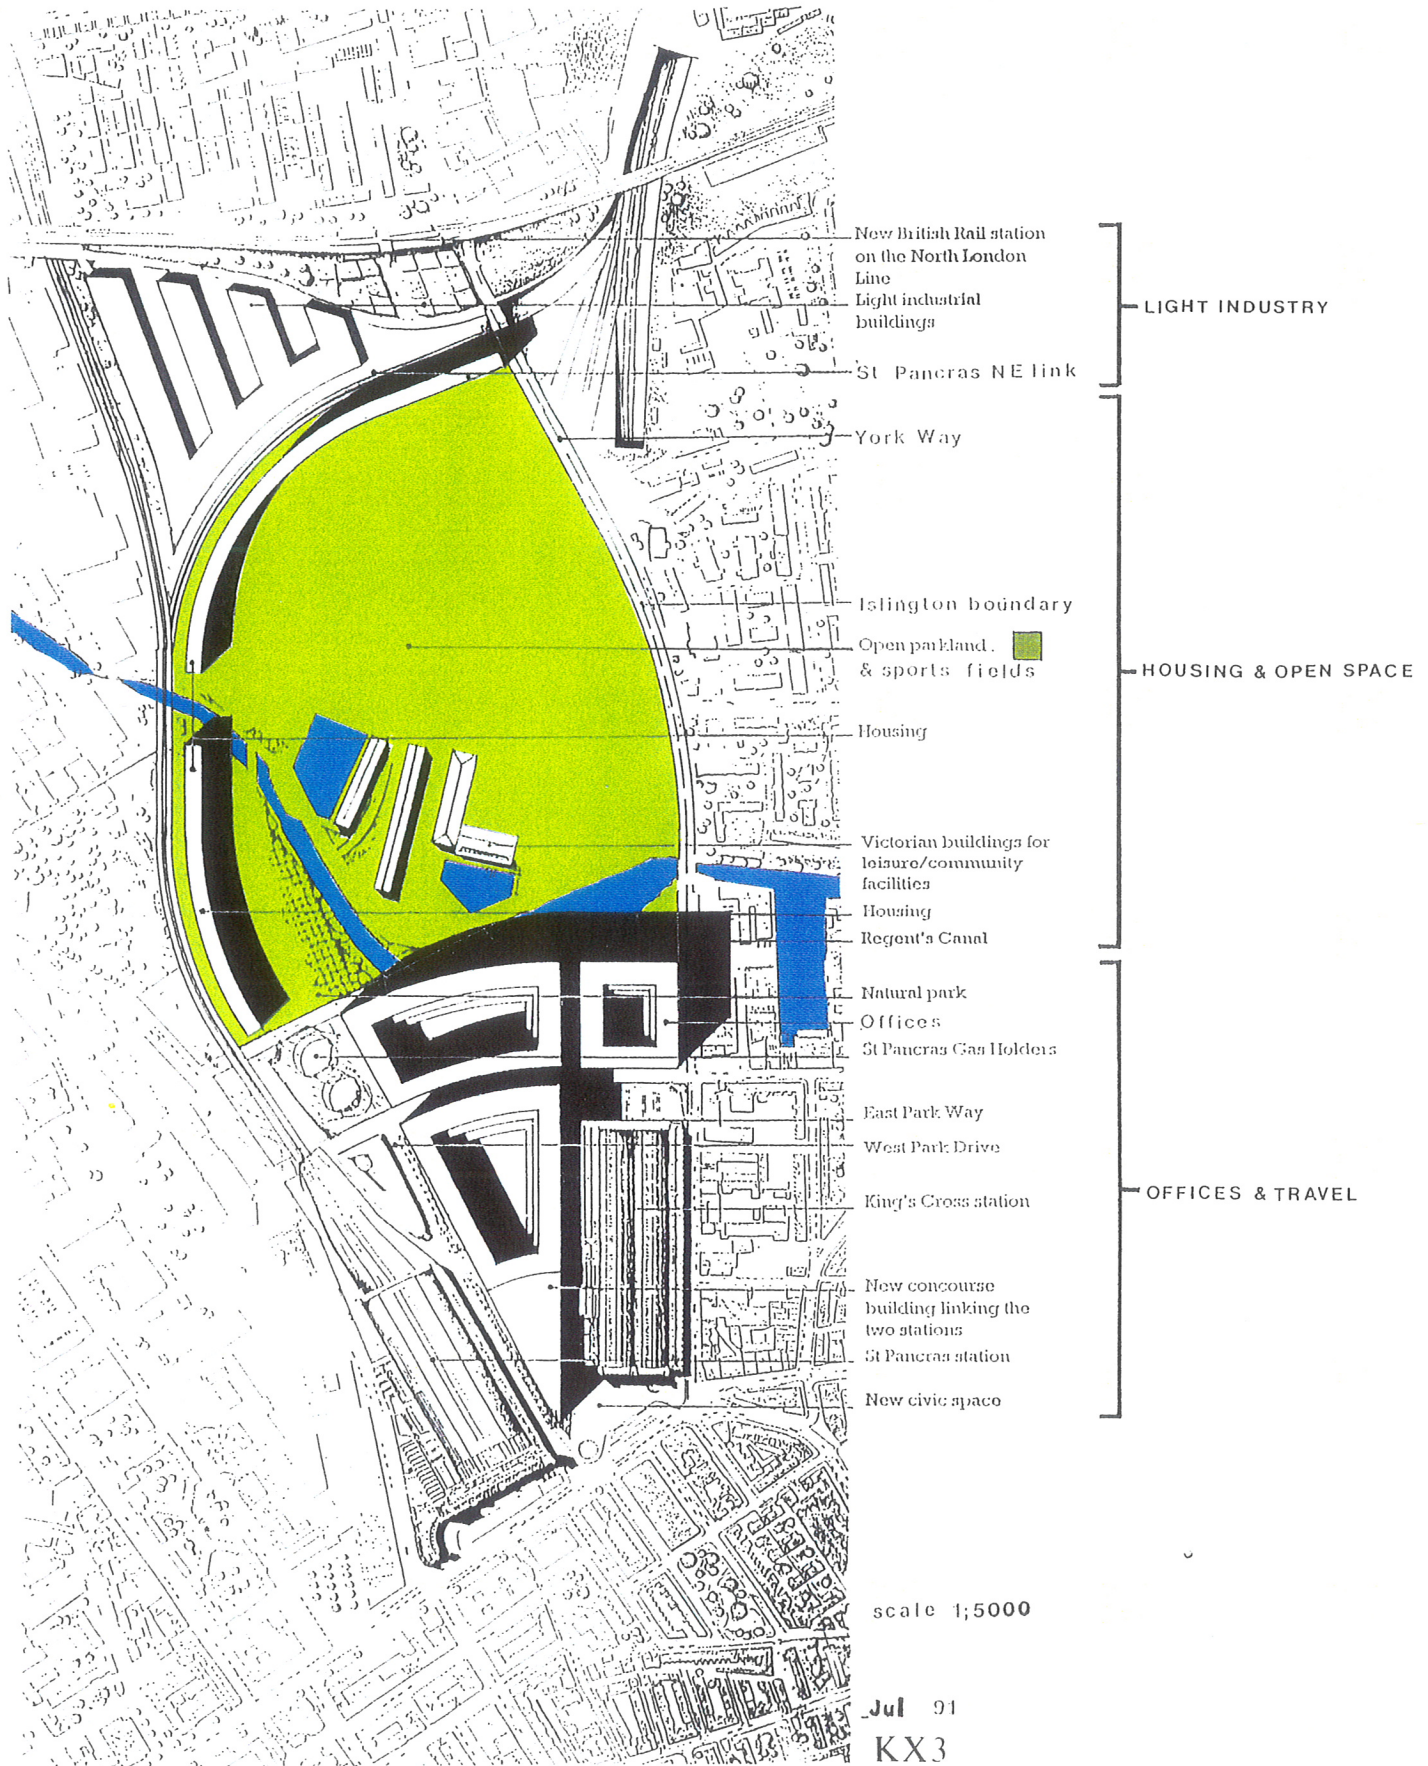 New British Rail station
on the North London
Line
Light industrial
buildings
LIGHT INDUSTRY
St Pancras NE link
York Way
Islington boundary
Open parkland.
& sports fields
HOUSING & OPEN SPACE
Housing
Victorian buildings for
leisure/community
facilities
Housing
Regent's Canal
Natural park
Offices
St Pancras Gas Holders
East Park Way
West Park Drive
King's Cross station
OFFICES & TRAVEL
New concourse
building linking the
two stations
St Pancras station
New civic space
scale 1;5000
Jul 91
KX3